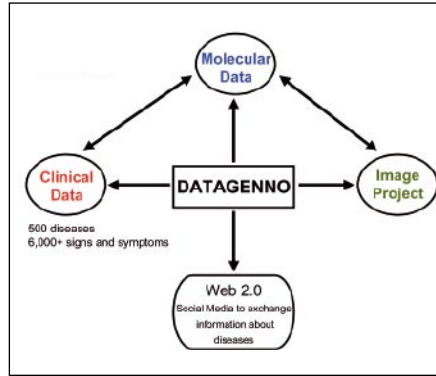 Molecular
Data
Clinical
Data
DATAGENNO
Image
Project
500 diseases
6,000+ signs and symptoms
Web 2.0
Social Media to exchange
information about
diseases